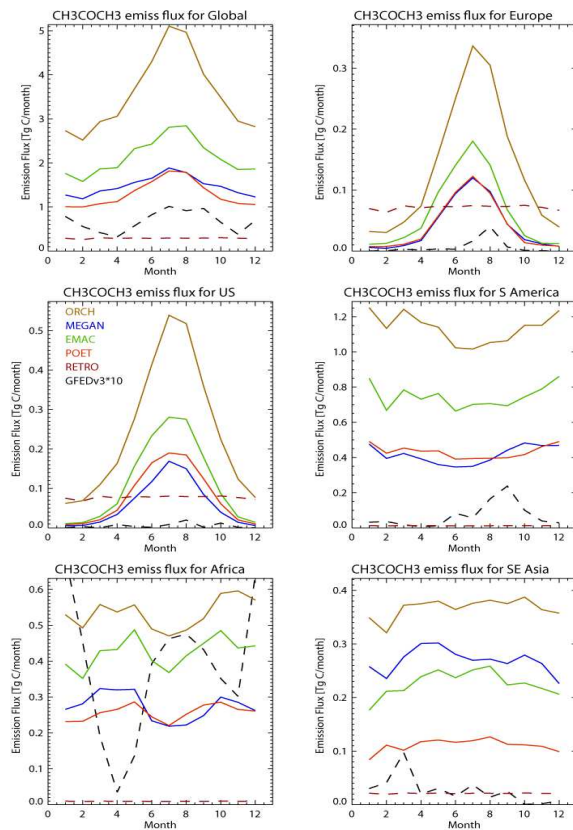 CH3COCH3 emiss flux for Global
Emission Flux [Tg C/month]
5
4
3
2
1
0
0 2 4 6 8 10 12
Month
CH3COCH3 emiss flux for Europe
Emission Flux [Tg C/month]
0.3
0.2
0.1
0.0
0 2 4 6 8 10 12
Month
CH3COCH3 emiss flux for US
ORCH
MEGAN
EMAC
POET
RETRO
GFEDv3*10
Emission Flux [Tg C/month]
0.5
0.4
0.3
0.2
0.1
0.0
0 2 4 6 8 10 12
Month
CH3COCH3 emiss flux for S America
Emission Flux [Tg C/month]
1.2
1.0
0.8
0.6
0.4
0.2
0.0
0 2 4 6 8 10 12
Month
CH3COCH3 emiss flux for Africa
Emission Flux [Tg C/month]
0.6
0.5
0.4
0.3
0.2
0.1
0.0
0 2 4 6 8 10 12
Month
CH3COCH3 emiss flux for SE Asia
Emission Flux [Tg C/month]
0.4
0.3
0.2
0.1
0.0
0 2 4 6 8 10 12
Month